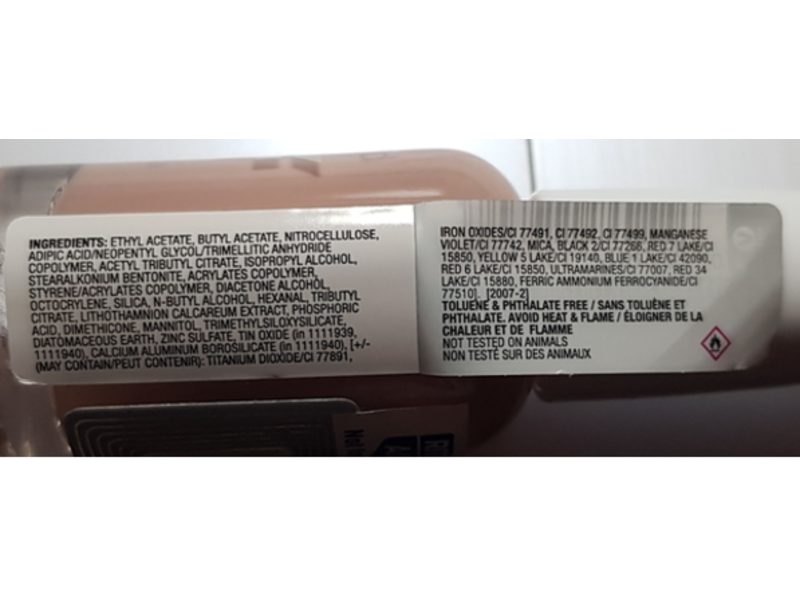 INGREDIENTS: ETHYL ACETATE, BUTYL ACETATE, NITROCELLULOSE,
ADIPIC ACID/NEOPENTYL GLYCOL/TRIMELLITIC ANHYDRIDE
COPOLYMER, ACETYL TRIBUTYL CITRATE, ISOPROPYL ALCOHOL,
STEARALKONIUM BENTONITE, ACRYLATES COPOLYMER,
STYRENE/ACRYLATES COPOLYMER, DIACETONE ALCOHOL,
OCTOCRYLENE, SILICA, N-BUTYL ALCOHOL, HEXANAL, TRIBUTYL
CITRATE, LITHOTHAMNION CALCAREUM EXTRACT, PHOSPHORIC
ACID, DIMETHICONE, MANNITOL, TRIMETHYLSILOXYSILICATE,
DIATOMACEOUS EARTH, ZINC SULFATE, TIN OXIDE (in 1111939,
1111940), CALCIUM ALUMINUM BOROSILICATE (in 1111940), [+/-
(MAY CONTAIN/PEUT CONTENIR): TITANIUM DIOXIDE/CI 77891,
IRON OXIDES/CI 77491, CI 77492, CI 77499, MANGANESE
VIOLET/CI 77742, MICA, BLACK 2/CI 77266, RED 7 LAKE/CI
15850, YELLOW 5 LAKE/CI 19140, BLUE 1 LAKE/CI 42090,
RED 6 LAKE/CI 15850, ULTRAMARINES/CI 77007, RED 34
LAKE/CI 15880, FERRIC AMMONIUM FERROCYANIDE/CI
77510]. [2007-2]
TOLUENE & PHTHALATE FREE / SANS TOLUÈNE ET
PHTHALATE. AVOID HEAT & FLAME / ÉLOIGNER DE LA
CHALEUR ET DE FLAMME
NOT TESTED ON ANIMALS
NON TESTÉ SUR DES ANIMAUX